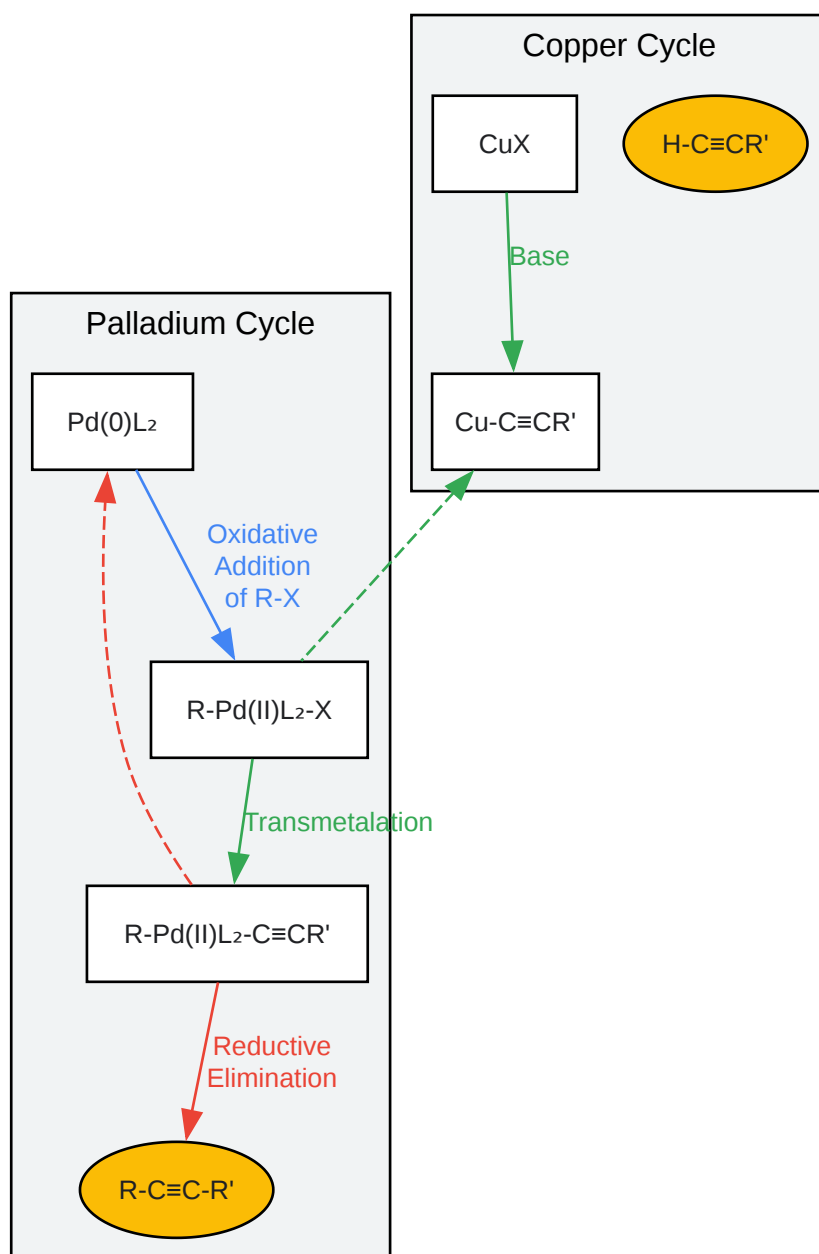 Copper Cycle
CuX
H-C≡CR'
Base
Cu-C≡CR'
Palladium Cycle
Pd(0)L₂
Oxidative
Addition
of R-X
R-Pd(II)L₂-X
Transmetalation
R-Pd(II)L₂-C≡CR'
Reductive
Elimination
R-C≡C-R'